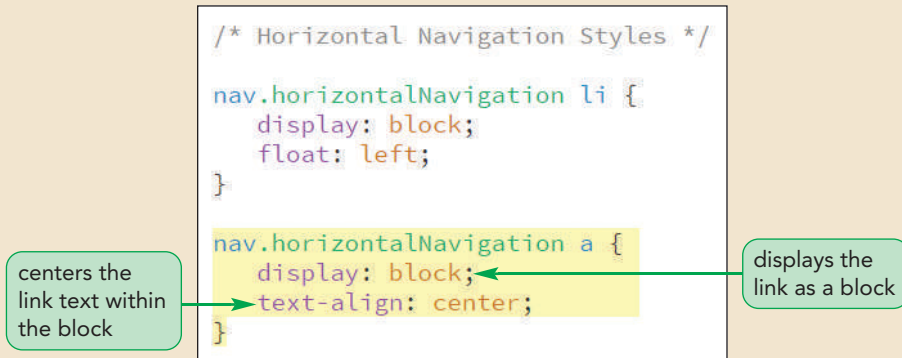 /* Horizontal Navigation Styles */
nav.horizontalNavigation li {
display: block;
float: left;
}
nav.horizontalNavigation a {
display: block;
text-align: center;
}
centers the
link text within
the block
displays the
link as a block